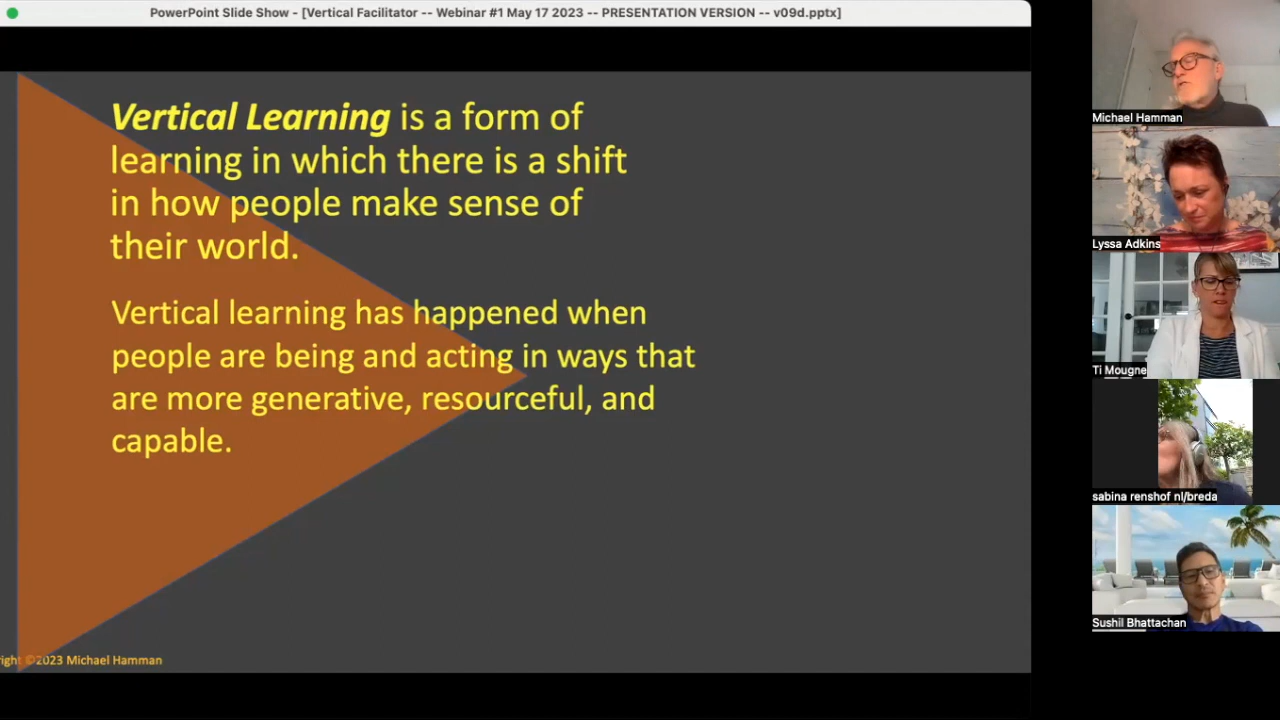 PowerPoint Slide Show - [Vertical Facilitator -- Webinar #1 May 17 2023 -- PRESENTATION VERSION -- v09d.pptx]
Vertical Learning is a form of
learning in which there is a shift
in how people make sense of
their world.
Vertical learning has happened when
people are being and acting in ways that
are more generative, resourceful, and
capable.
right ©2023 Michael Hamman
Michael Hamman
Lyssa Adkins
Ti Mougne
sabina renshof nl/breda
Sushil Bhattachan